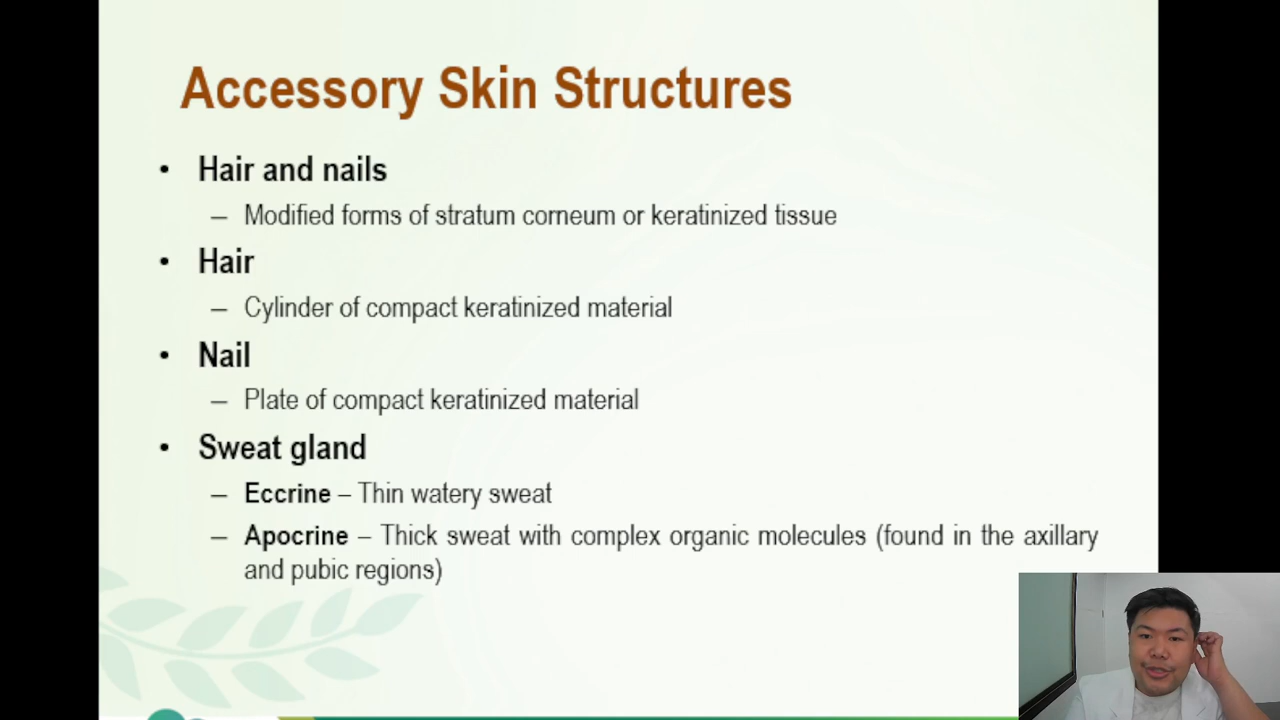 Accessory Skin Structures
• Hair and nails
– Modified forms of stratum corneum or keratinized tissue
• Hair
– Cylinder of compact keratinized material
• Nail
– Plate of compact keratinized material
• Sweat gland
– Eccrine – Thin watery sweat
– Apocrine – Thick sweat with complex organic molecules (found in the axillary
and pubic regions)